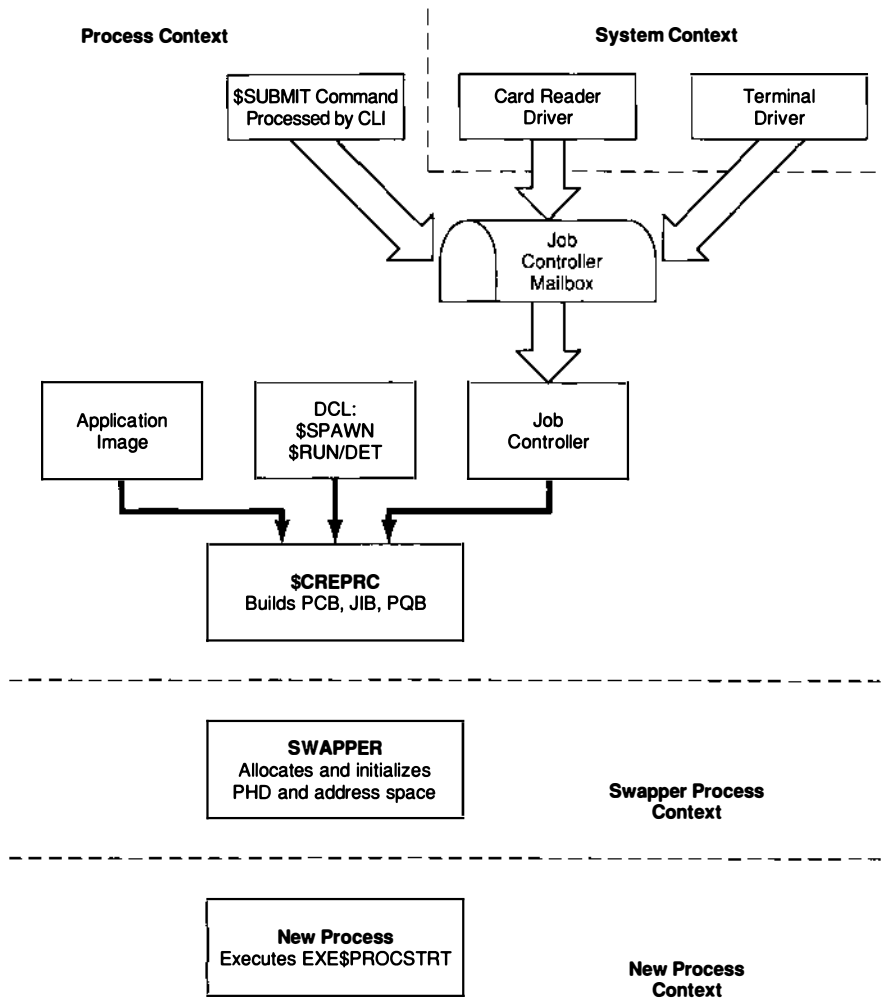 Process Context
System Context
$SUBMIT Command
Processed by CLI
Card Reader
Driver
Terminal
Driver
Job
Controller
Mailbox
Application
Image
DCL:
$SPAWN
$RUN/DET
Job
Controller
$CREPRC
Builds PCB, JIB, PQB
SWAPPER
Allocates and initializes
PHD and address space
Swapper Process
Context
New Process
Executes EXE$PROCSTRT
New Process
Context